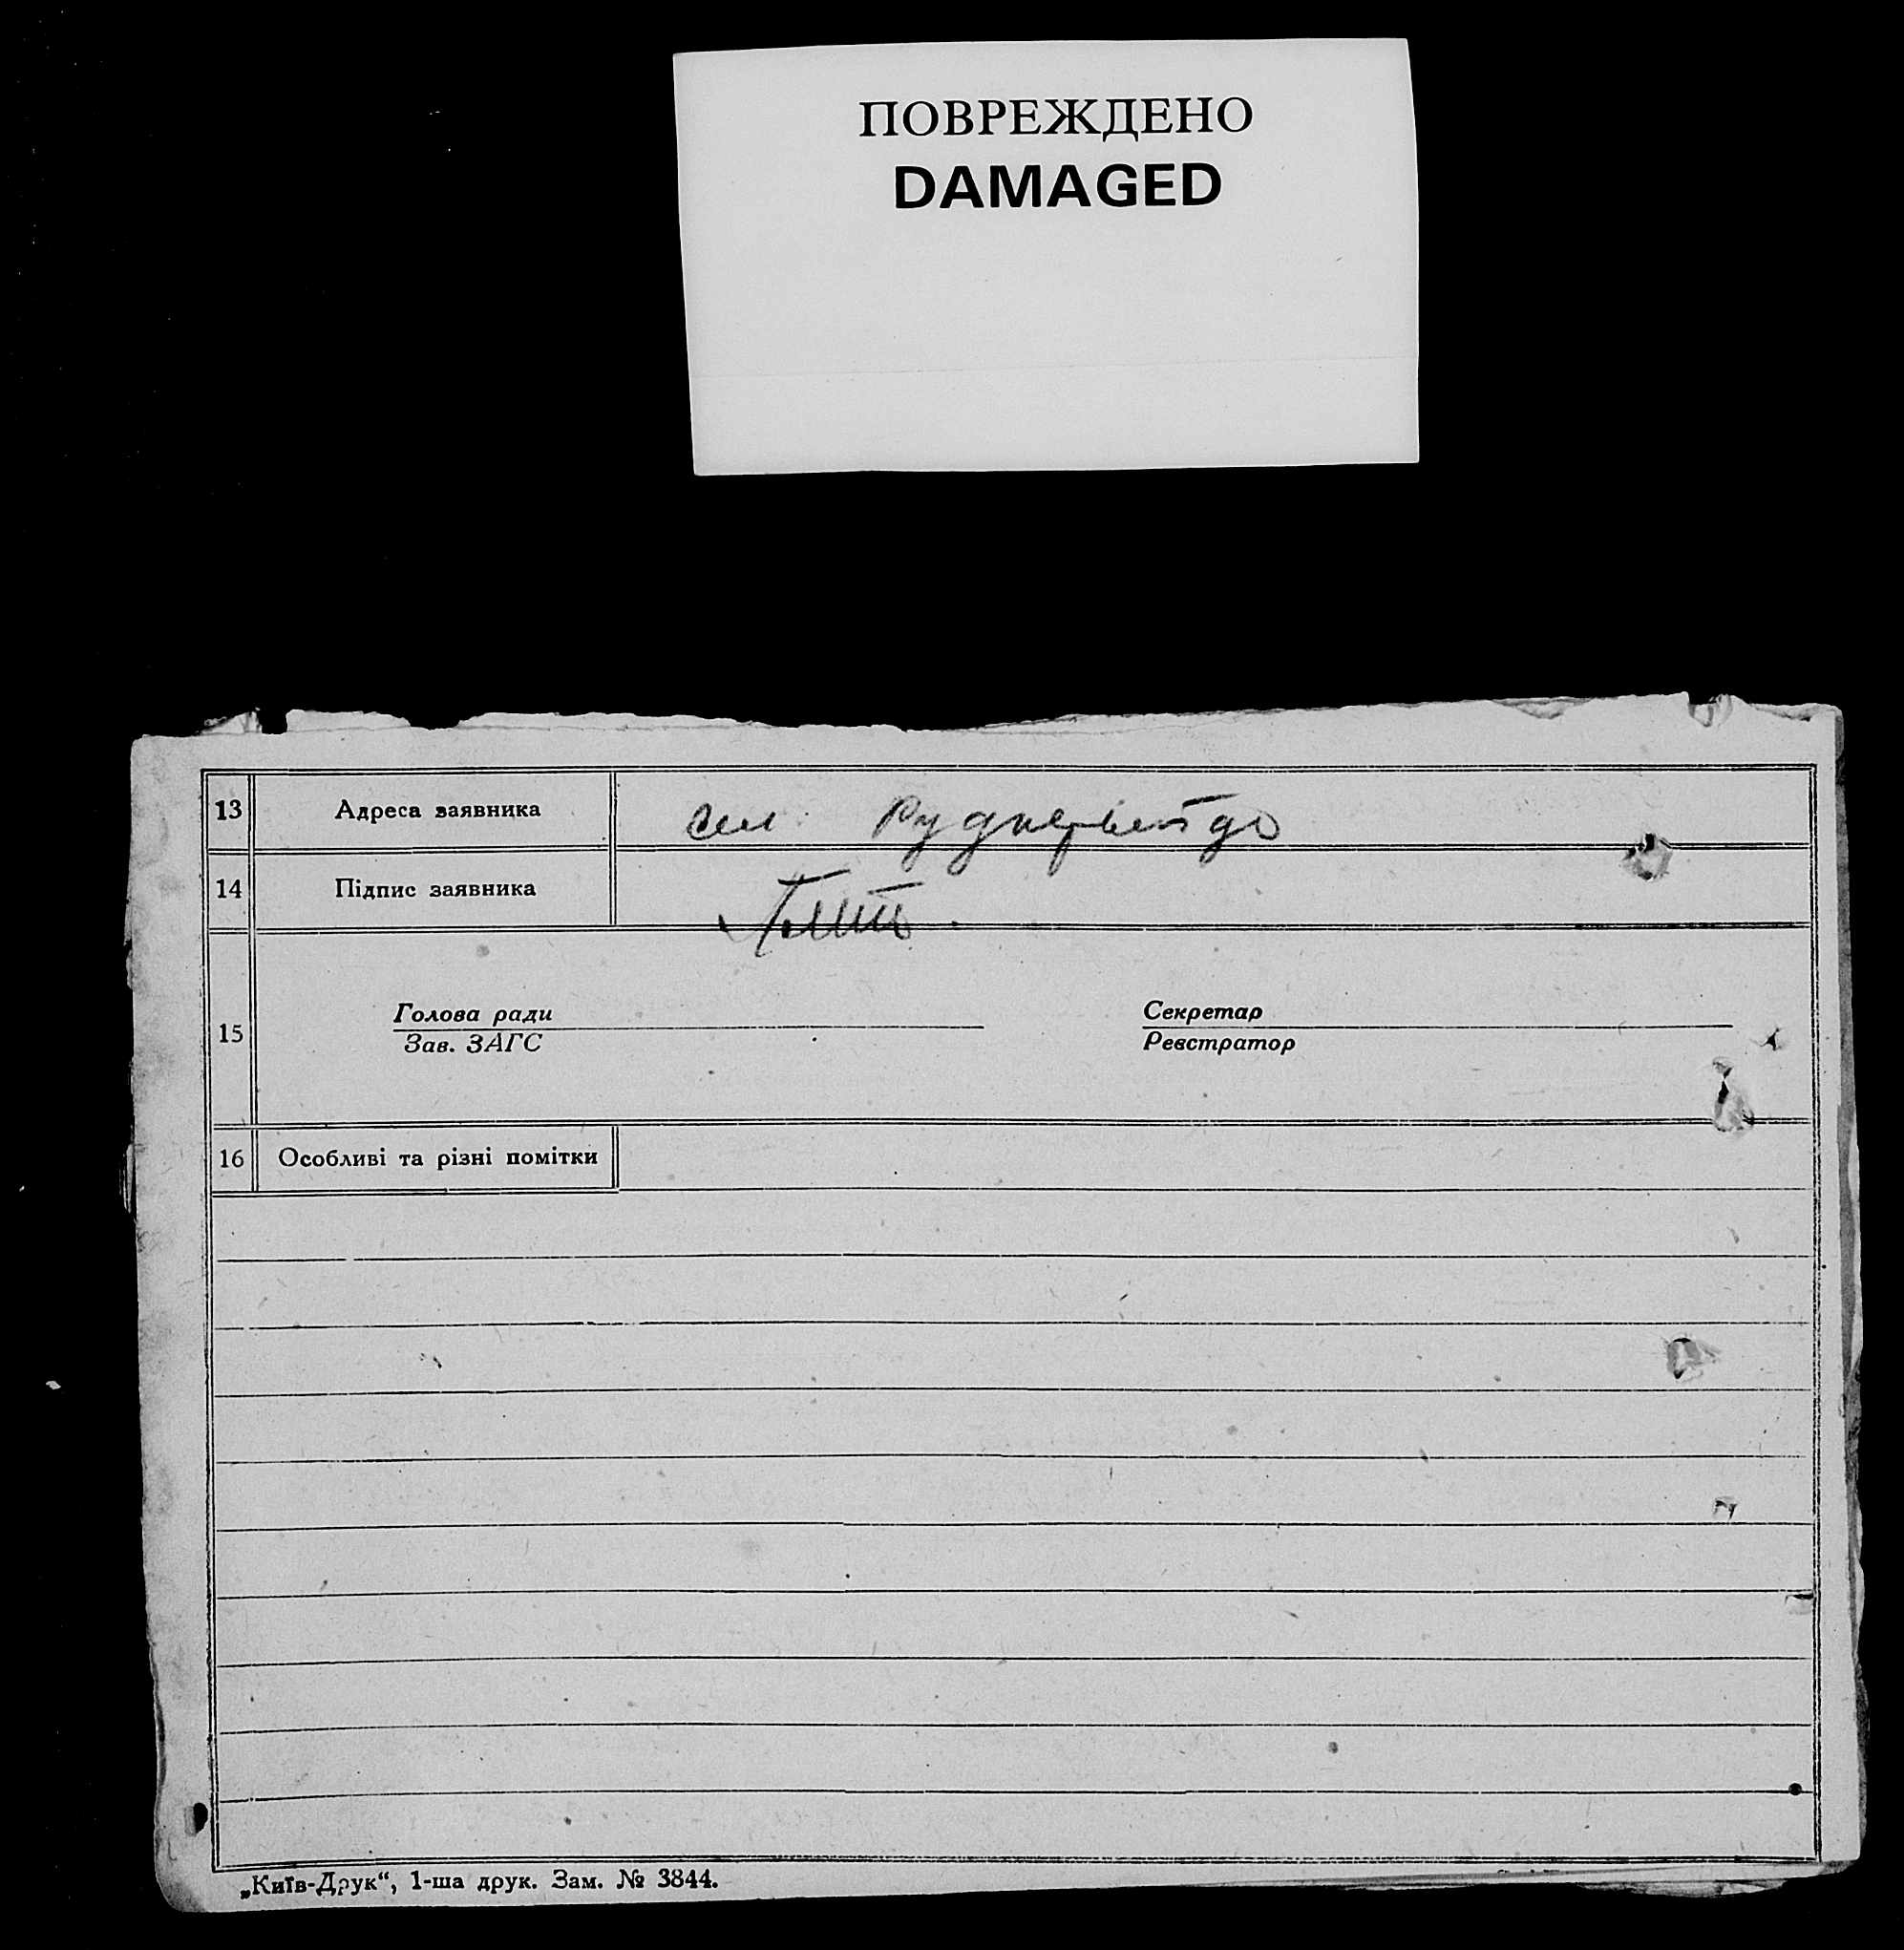 ПОВРЕЖДЕНО
DAMAGED
13 Адреса заявника сел.
14 Підпис заявника
15
Голова ради Секретар
Зав. ЗАГС Реєстратор
16 Особливі та різні помітки
„Київ-Друк“, 1-ша друк. Зам. № 3844.